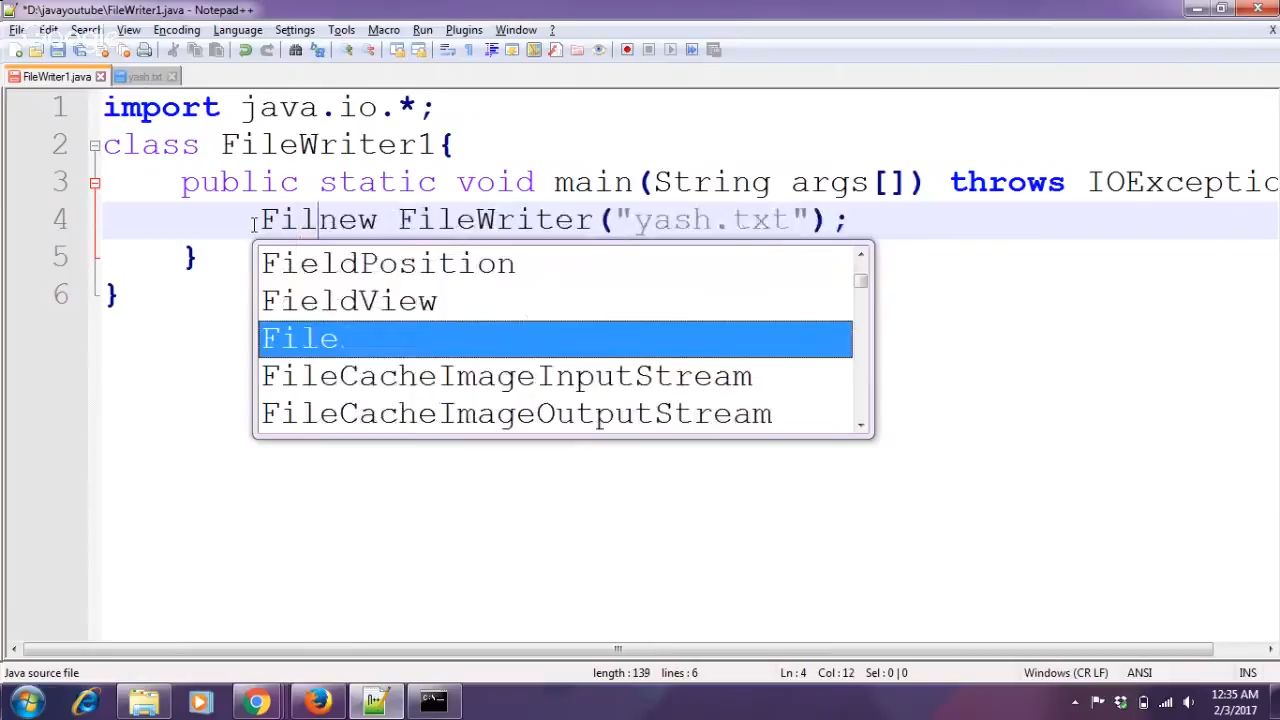 *D:\javayoutube\FileWriter1.java - Notepad++
File Edit Search View Encoding Language Settings Tools Macro Run Plugins Window ? X
FileWriter1.java yash.txt
1 import java.io.*;
2 class FileWriter1{
3 public static void main(String args[]) throws IOExceptio
4 Filnew FileWriter("yash.txt");
5 }
6 }
FieldPosition
FieldView
File
FileCacheImageInputStream
FileCacheImageOutputStream
Java source file length : 139 lines : 6 Ln : 4 Col : 12 Sel : 0 | 0 Windows (CR LF) ANSI INS
12:35 AM
2/3/2017